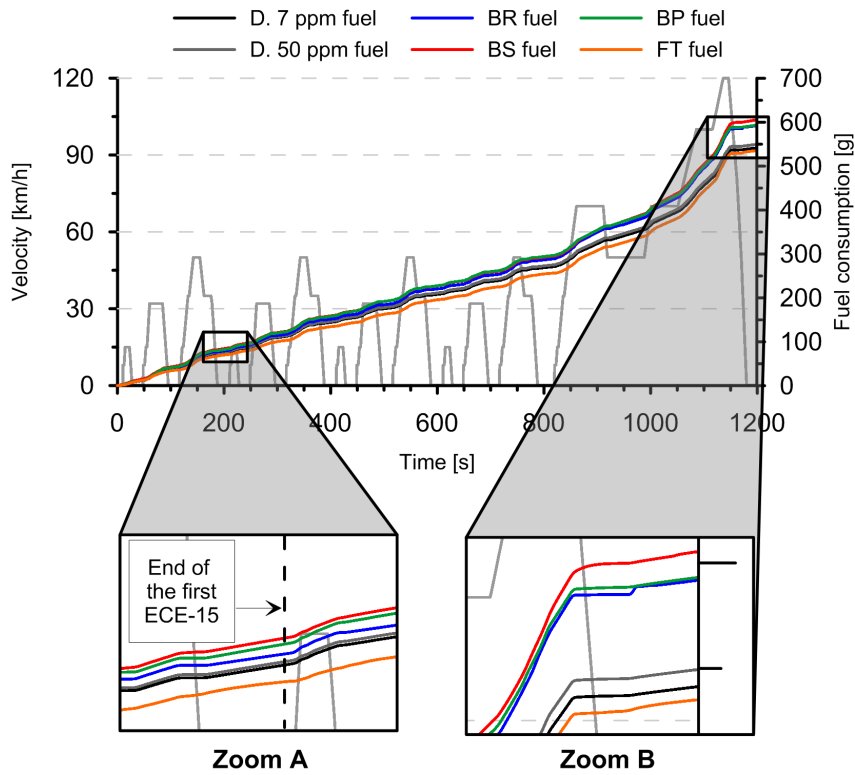 D. 7 ppm fuel BR fuel BP fuel
D. 50 ppm fuel BS fuel FT fuel
120 700
600
90 500
400
60 300
30 200
100
0 0
0 200 400 600 800 1000 1200
Velocity [km/h]
Fuel consumption [g]
Time [s]
End of
the first
ECE-15
Zoom A Zoom B